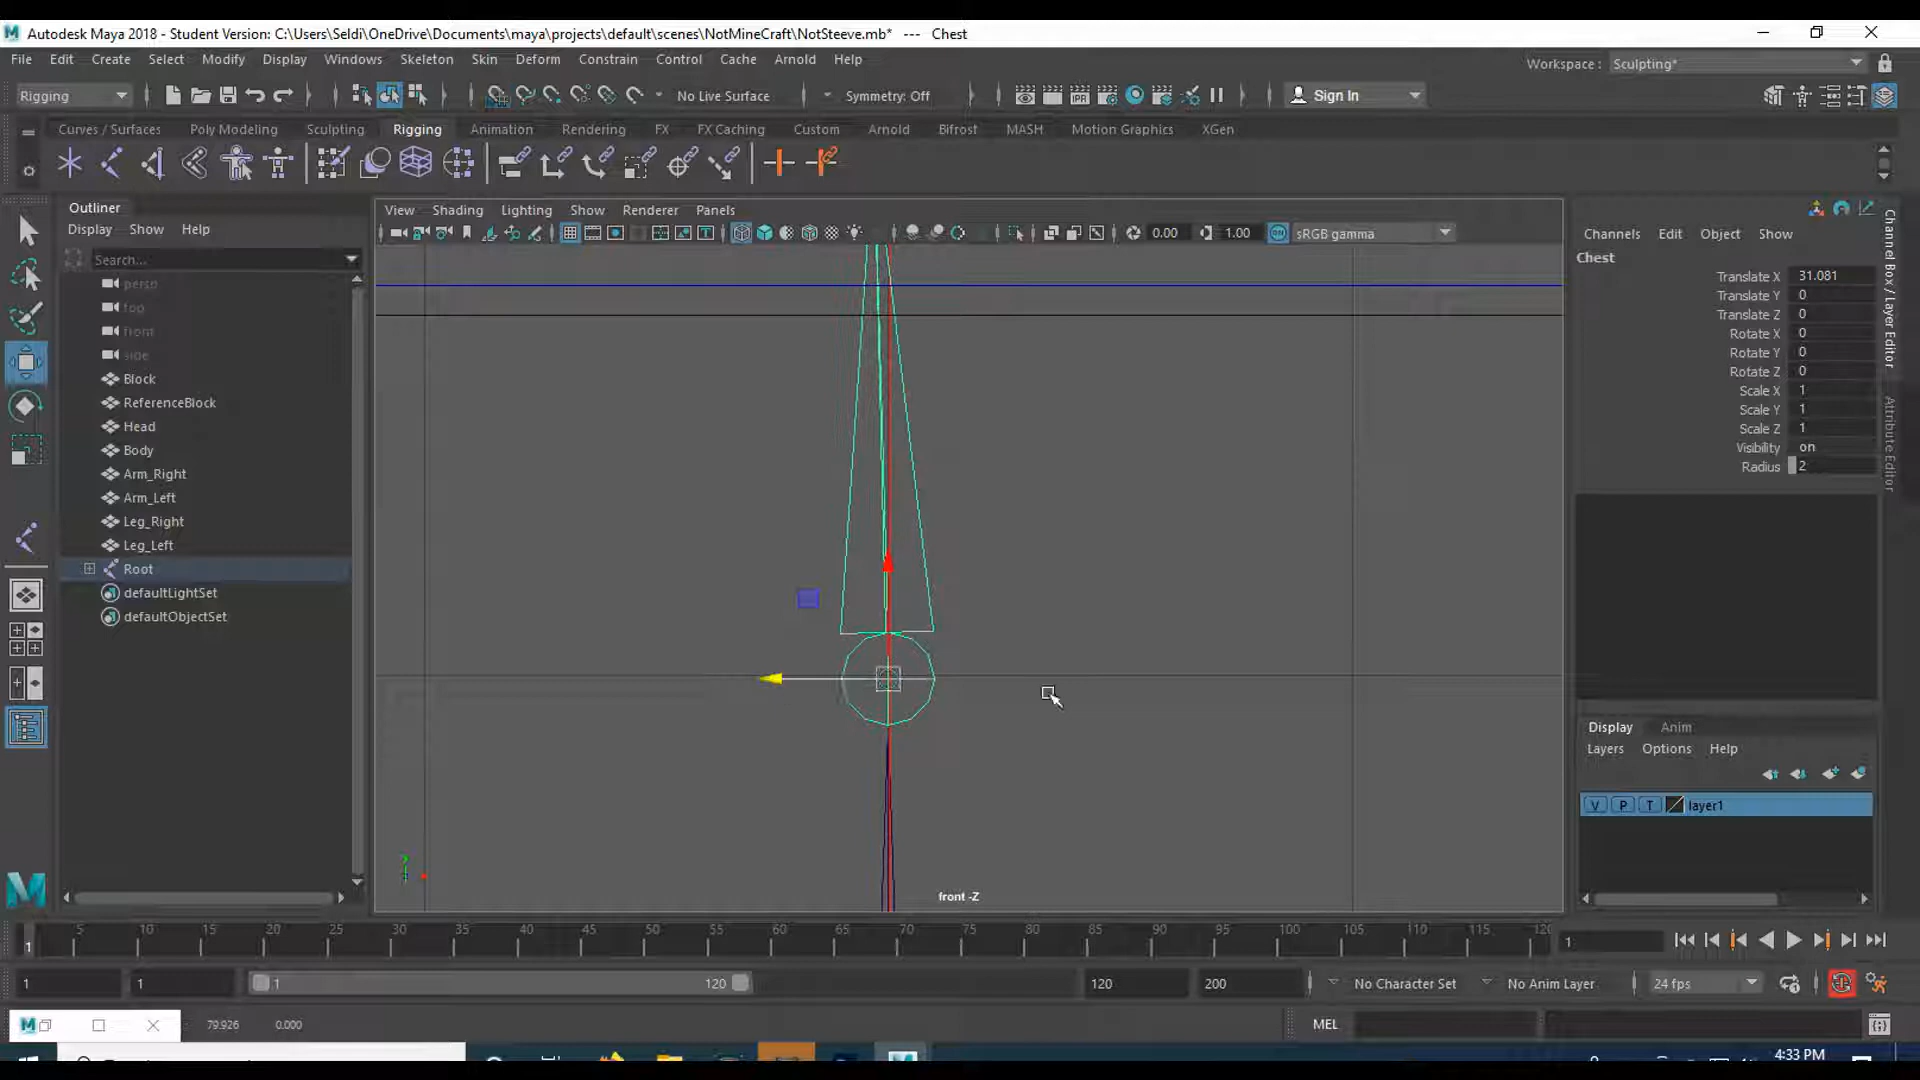 Autodesk Maya 2018 - Student Version: C:\Users\Seldi\OneDrive\Documents\maya\projects\default\scenes\NotMineCraft\NotSteeve.mb* --- Chest
File Edit Create Select Modify Display Windows Skeleton Skin Deform Constrain Control Cache Arnold Help
Workspace : Sculpting*
Rigging No Live Surface Symmetry: Off Sign In
Curves / Surfaces Poly Modeling Sculpting Rigging Animation Rendering FX FX Caching Custom Arnold Bifrost MASH Motion Graphics XGen
Outliner
Display Show Help
Search...
persp
top
front
side
Block
ReferenceBlock
Head
Body
Arm_Right
Arm_Left
Leg_Right
Leg_Left
Root
defaultLightSet
defaultObjectSet
View Shading Lighting Show Renderer Panels
0.00 1.00 ON sRGB gamma
front -Z
Channels Edit Object Show
Chest
Translate X 31.081
Translate Y 0
Translate Z 0
Rotate X 0
Rotate Y 0
Rotate Z 0
Scale X 1
Scale Y 1
Scale Z 1
Visibility on
Radius 2
Channel Box / Layer Editor
Attribute Editor
Display Anim
Layers Options Help
V P T layer1
5 10 15 20 25 30 35 40 45 50 55 60 65 70 75 80 85 90 95 100 105 110 115 120
1 1
1 1 1 120 120 200 No Character Set No Anim Layer 24 fps
79.926 0.000 MEL
4:33 PM